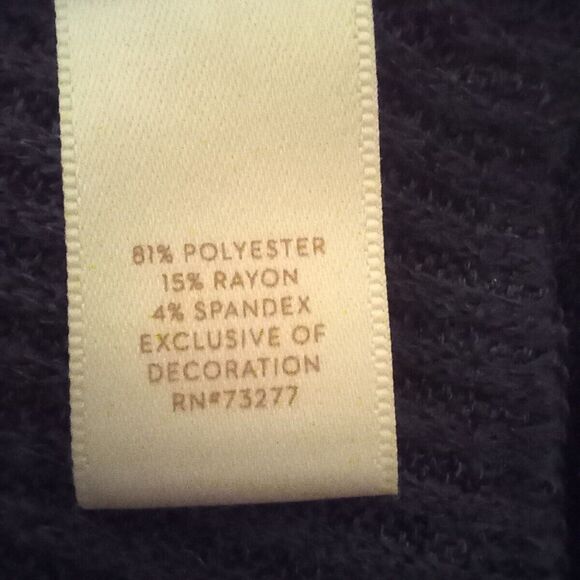 81% POLYESTER
15% RAYON
4% SPANDEX
EXCLUSIVE OF
DECORATION
RN#73277